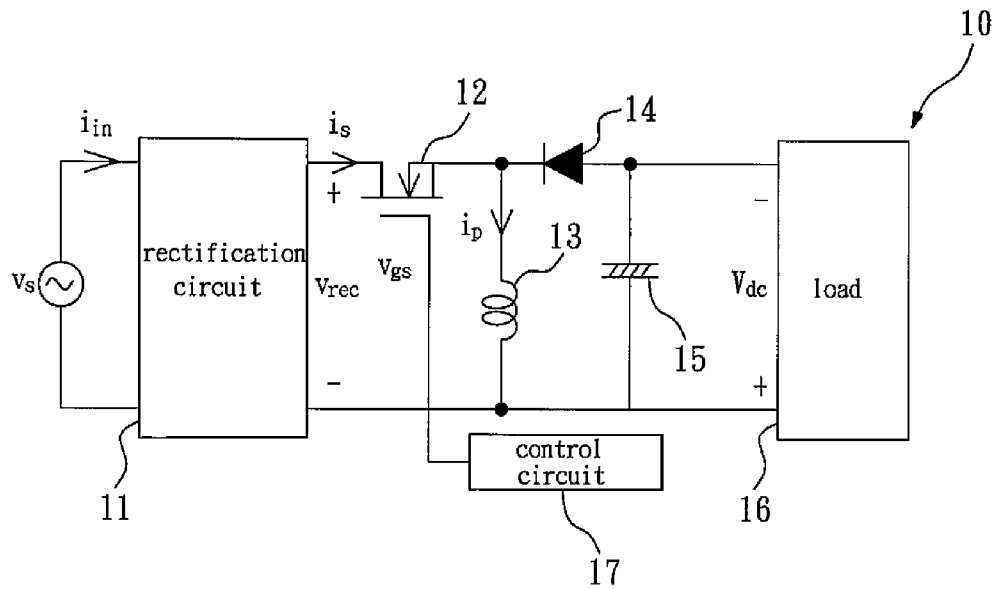 10
12
14
i_in
i_s
+
−
rectification
circuit
i_p
13
v_s
v_rec
v_gs
V_dc
load
15
−
+
control
circuit
11
16
17